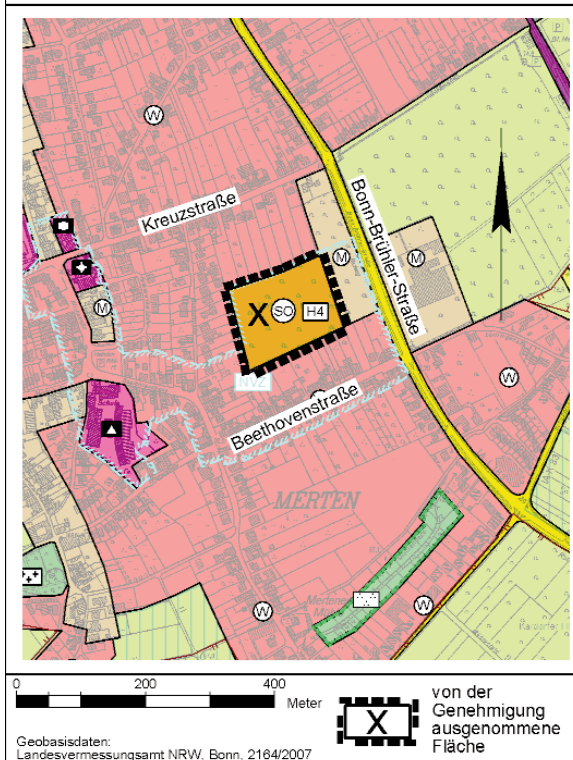 P
W
Kreuzstraße
Bonn-Brühler-Straße
M
M
M
X
SO
H4
NVZ
W
Beethovenstraße
MERTEN
W
W
0
200
400
Meter
X
von der
Genehmigung
ausgenommene
Fläche
Geobasisdaten:
Landesvermessungsamt NRW, Bonn, 2164/2007